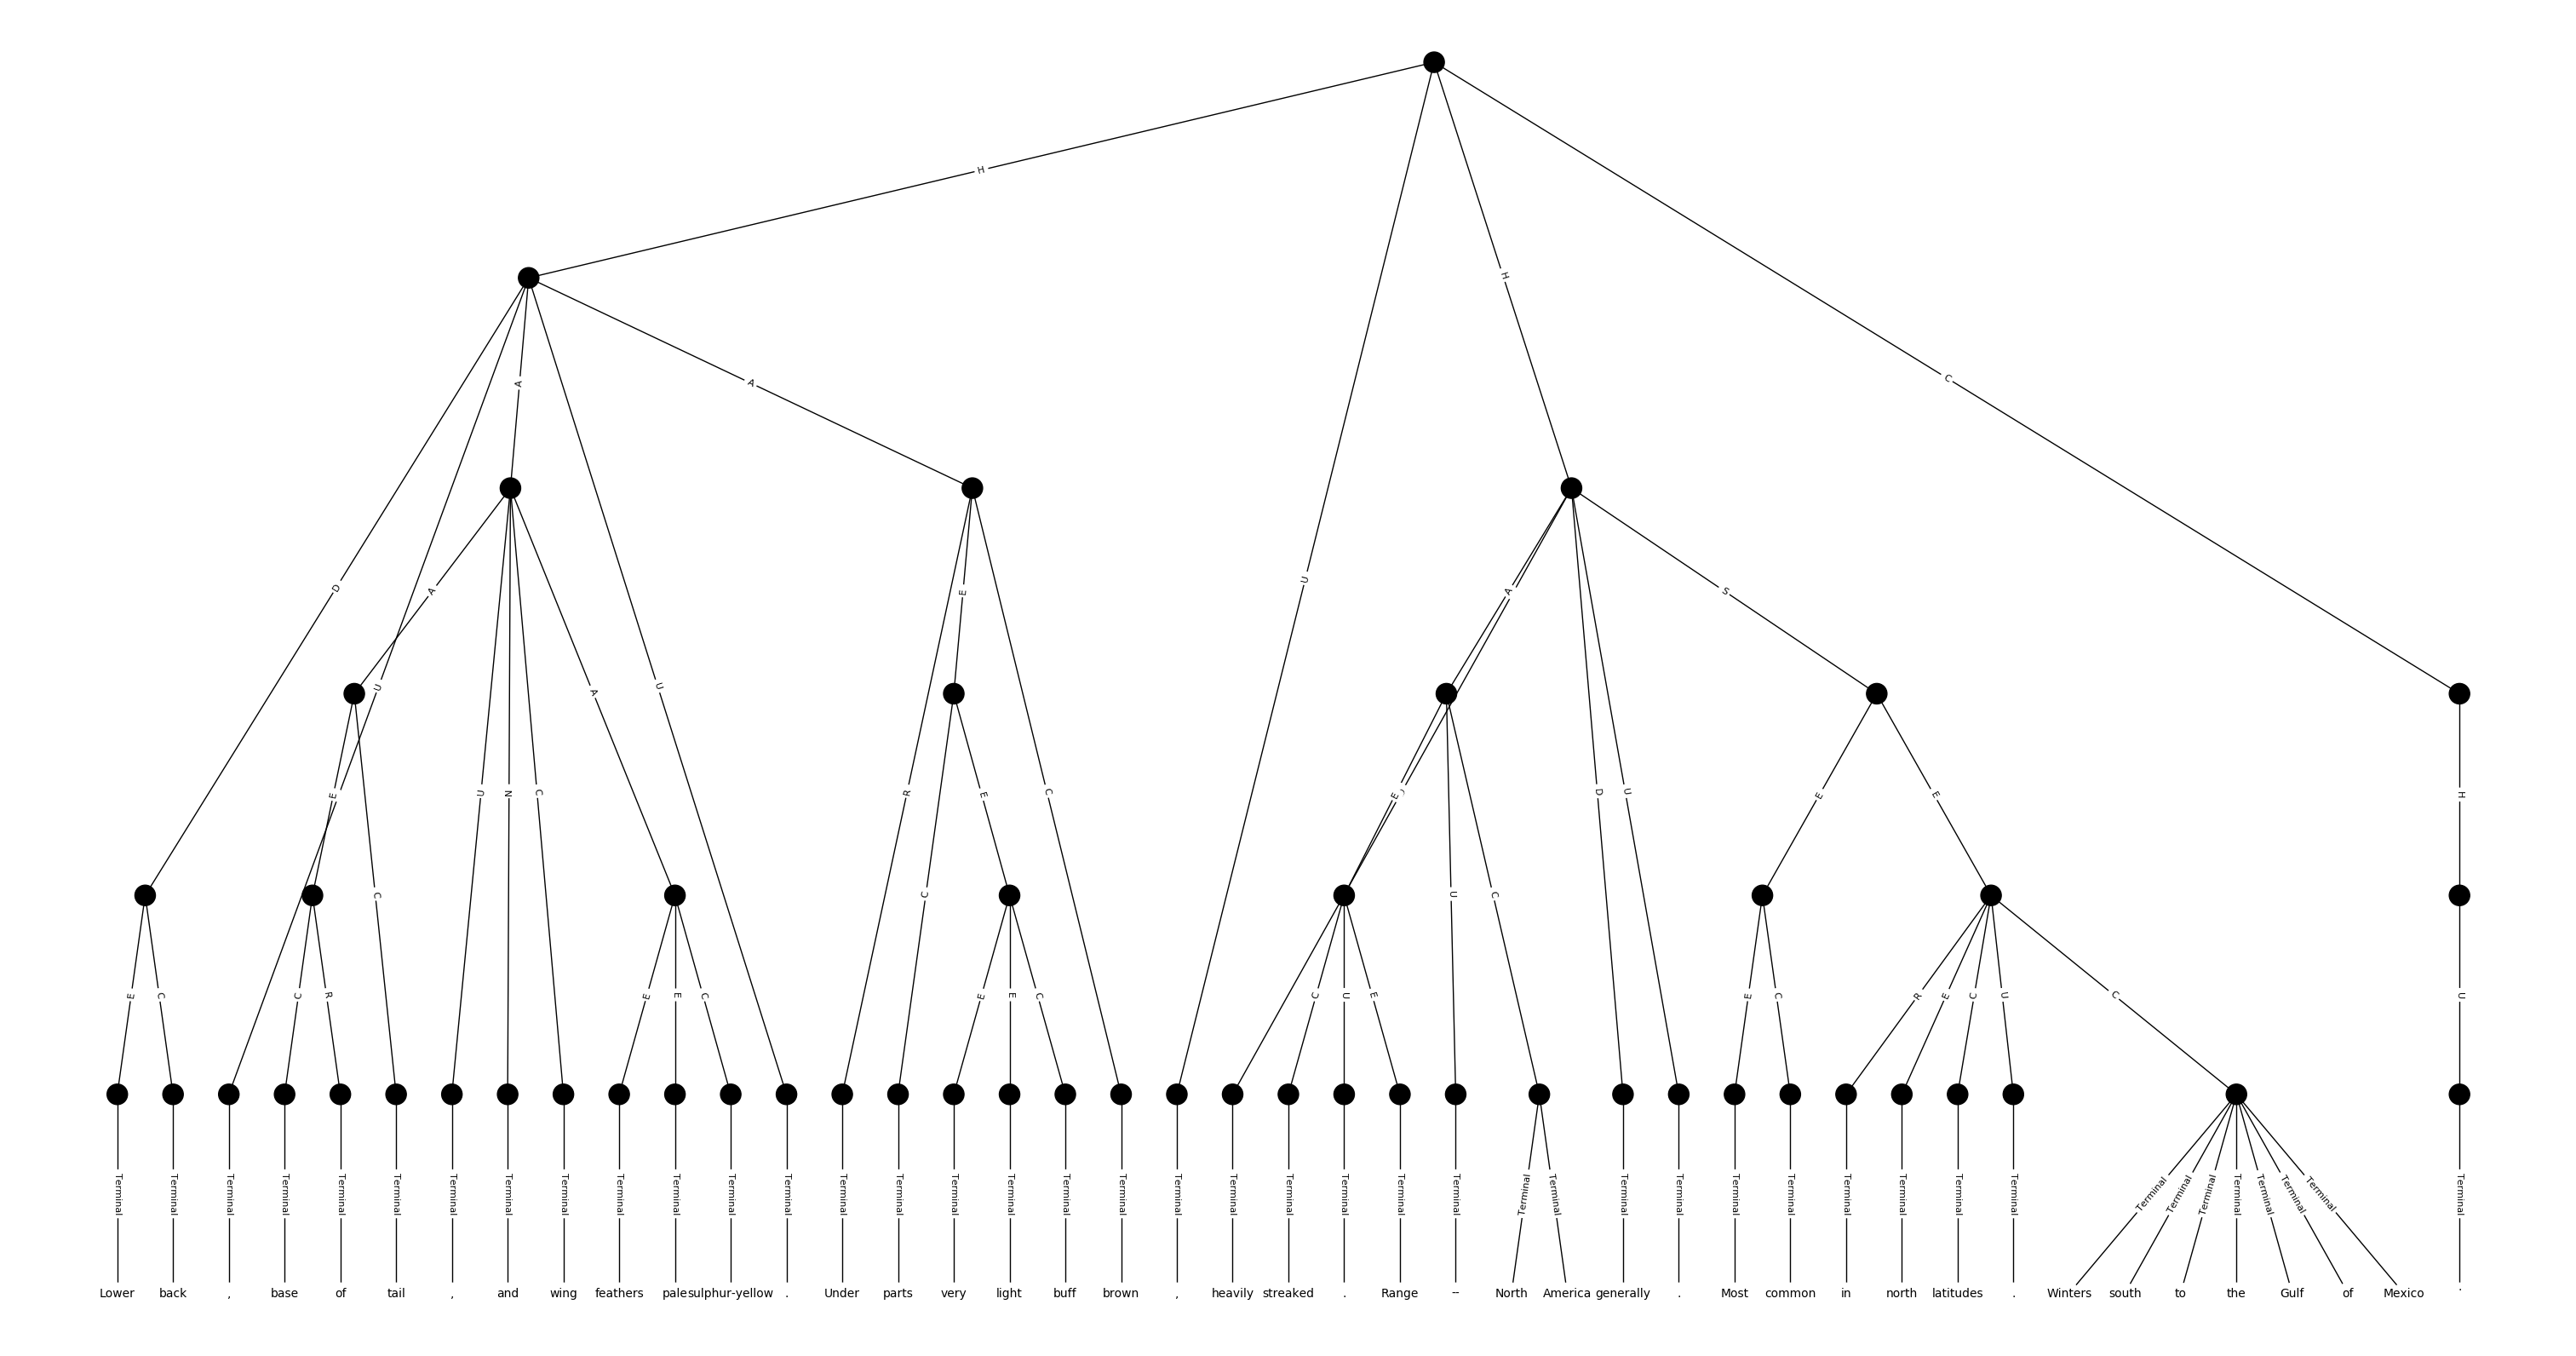 H
H
A
A
C
D
A
U
A
U
E
U
A
S
R
C
E
U
N
C
E
C
C
U
E
U
C
D
U
E
E
H
E
C
C
R
E
E
C
E
E
C
C
U
E
E
C
R
E
C
U
C
U
Terminal Terminal Terminal Terminal Terminal Terminal Terminal Terminal Terminal Terminal Terminal Terminal Terminal Terminal Terminal Terminal Terminal Terminal Terminal Terminal Terminal Terminal Terminal Terminal Terminal Terminal Terminal Terminal Terminal Terminal Terminal Terminal Terminal Terminal Terminal Terminal Terminal Terminal Terminal Terminal Terminal Terminal Terminal
Lower back , base of tail , and wing feathers pale sulphur-yellow . Under parts very light buff brown , heavily streaked . Range -- North America generally . Most common in north latitudes . Winters south to the Gulf of Mexico .